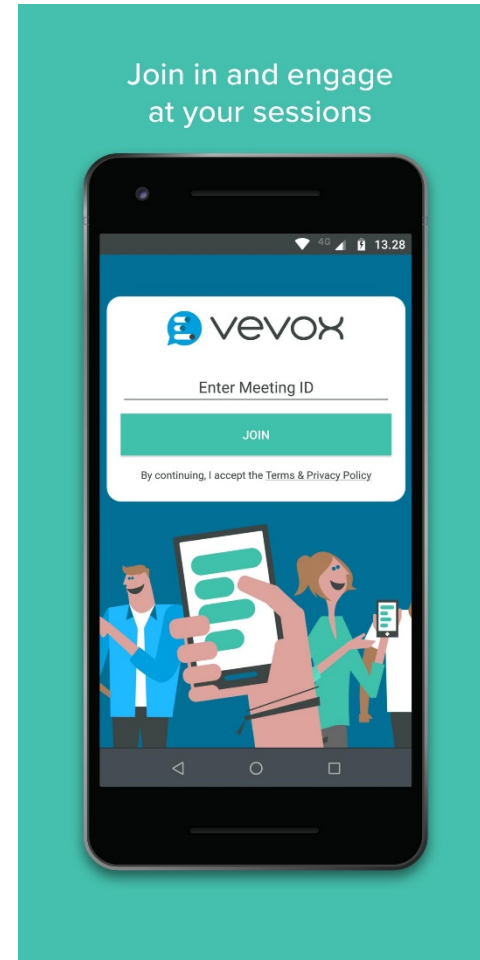 Join in and engage
at your sessions
4G 13.28
vevox
Enter Meeting ID
JOIN
By continuing, I accept the Terms & Privacy Policy